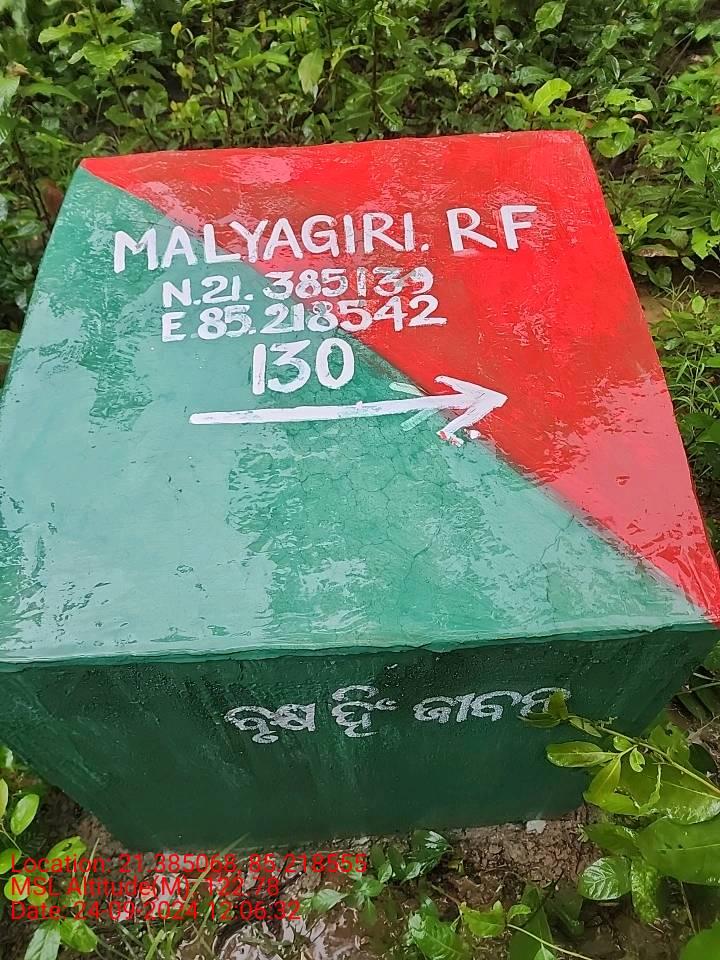 MALYAGIRI. RF
N.21. 385139
E.85.218542
130
ବୃକ୍ଷ ହିଁ ଜୀବନ
Location: 21.385068, 85.218559
MSL Altitude(M): 122.78
Date: 24-09-2024 12:06:32